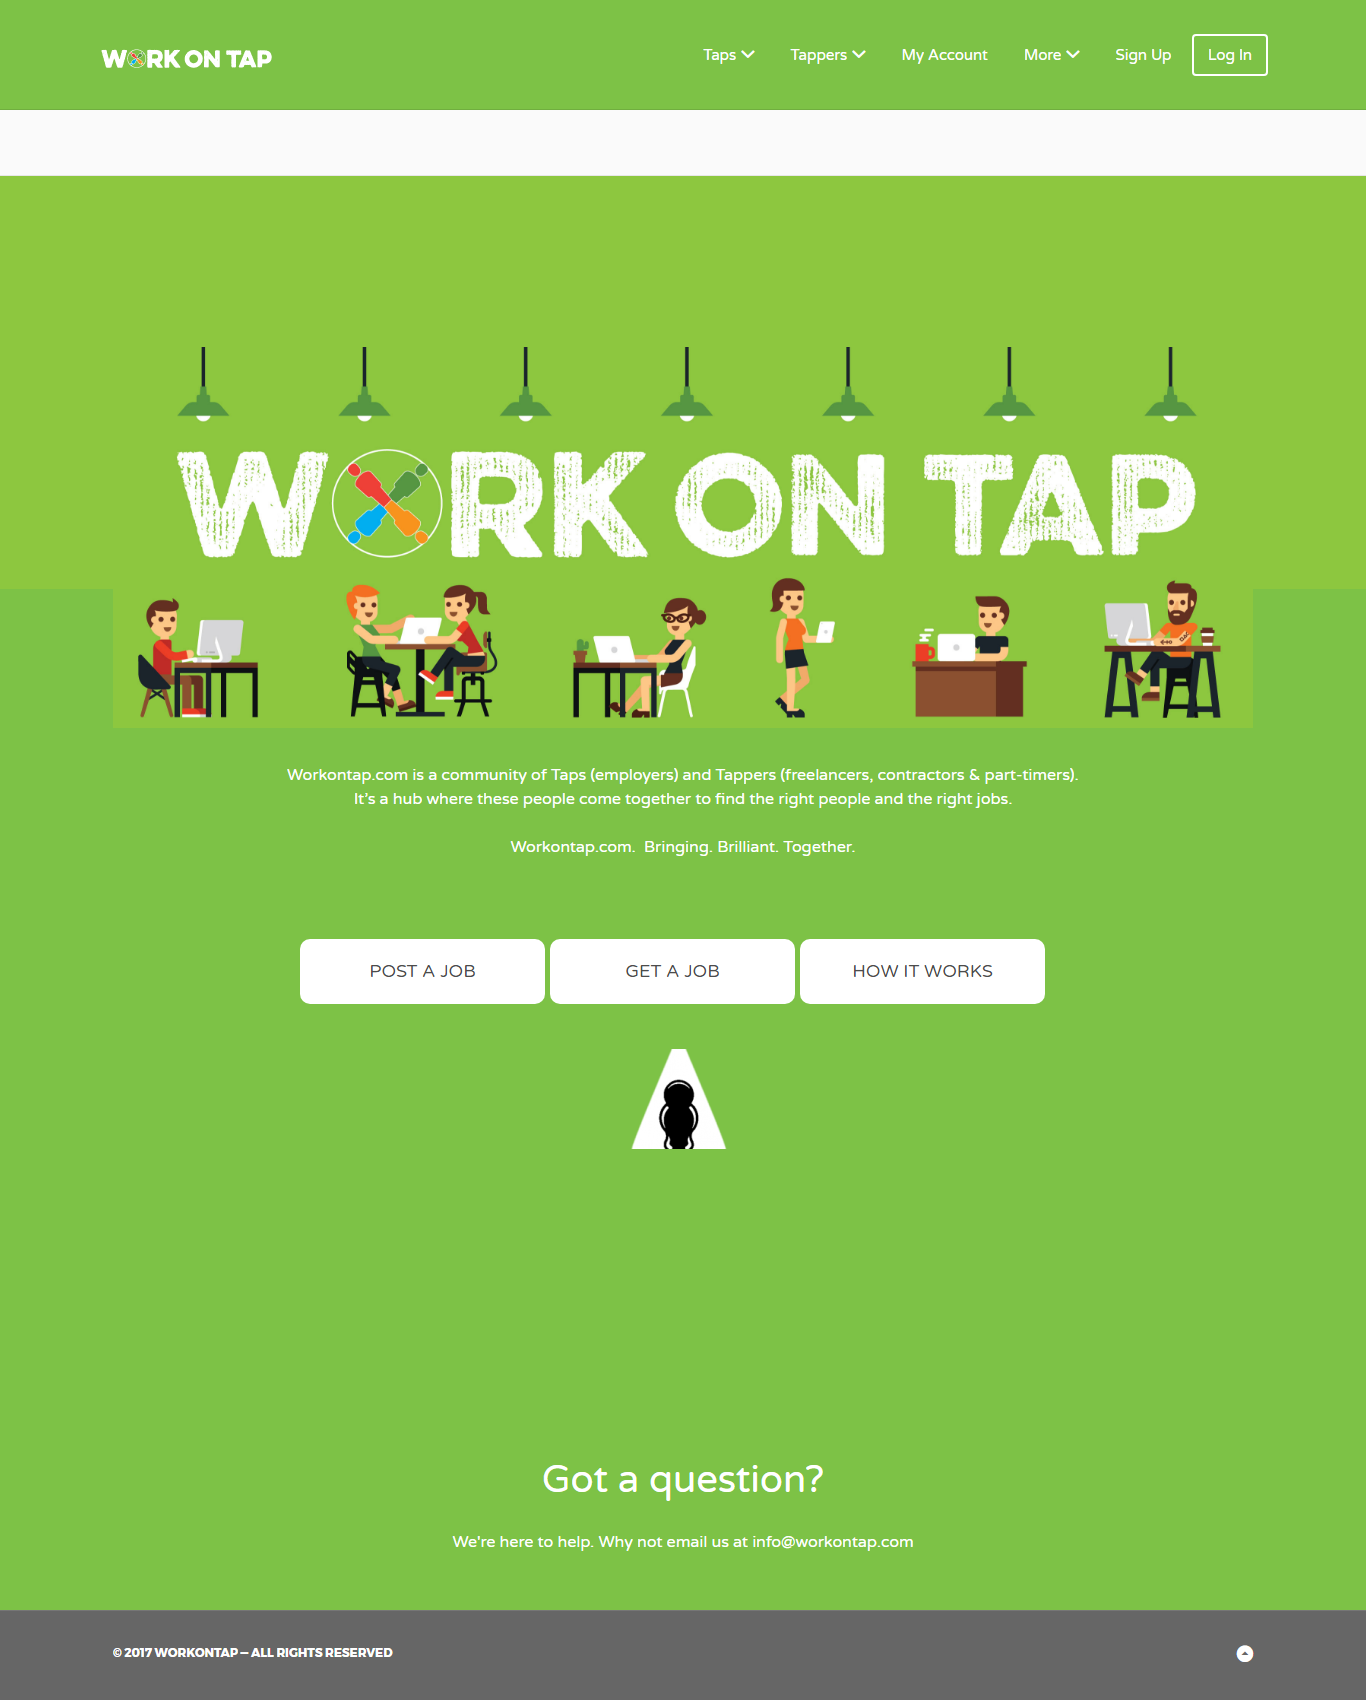 WORK ON TAP
Taps
Tappers
My Account
More
Sign Up
Log In
WORK ON TAP
Workontap.com is a community of Taps (employers) and Tappers (freelancers, contractors & part-timers).
It's a hub where these people come together to find the right people and the right jobs.
Workontap.com. Bringing. Brilliant. Together.
POST A JOB
GET A JOB
HOW IT WORKS
Got a question?
We're here to help. Why not email us at info@workontap.com
© 2017 WORKONTAP – ALL RIGHTS RESERVED